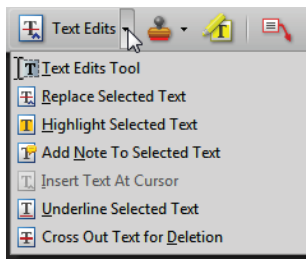 Text Edits
Text Edits Tool
Replace Selected Text
Highlight Selected Text
Add Note To Selected Text
Insert Text At Cursor
Underline Selected Text
Cross Out Text for Deletion